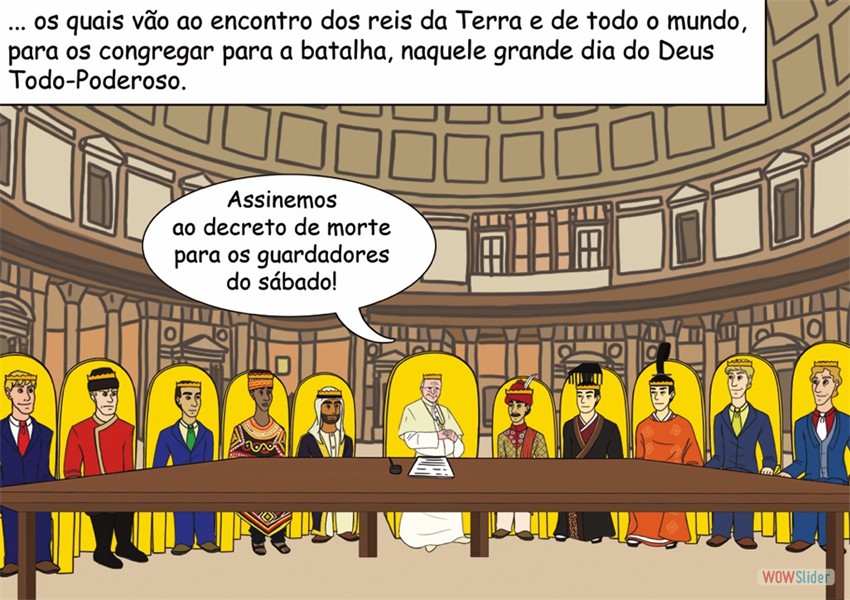 ... os quais vão ao encontro dos reis da Terra e de todo o mundo,
para os congregar para a batalha, naquele grande dia do Deus
Todo-Poderoso.
Assinemos
ao decreto de morte
para os guardadores
do sábado!
WOWSlider